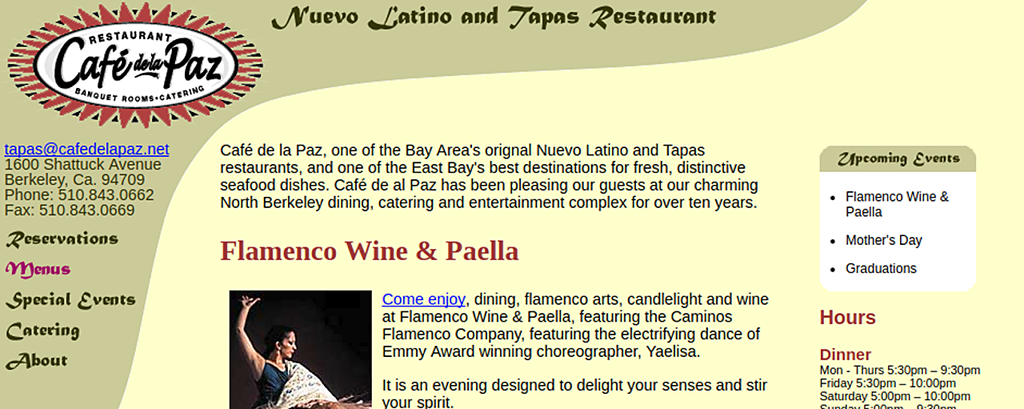 Nuevo Latino and Tapas Restaurant
RESTAURANT
Café de la Paz
BANQUET ROOMS • CATERING
tapas@cafedelapaz.net
1600 Shattuck Avenue
Berkeley, Ca. 94709
Phone: 510.843.0662
Fax: 510.843.0669
Reservations
Menus
Special Events
Catering
About
Café de la Paz, one of the Bay Area's orignal Nuevo Latino and Tapas
restaurants, and one of the East Bay's best destinations for fresh, distinctive
seafood dishes. Café de al Paz has been pleasing our guests at our charming
North Berkeley dining, catering and entertainment complex for over ten years.
Flamenco Wine & Paella
Come enjoy, dining, flamenco arts, candlelight and wine
at Flamenco Wine & Paella, featuring the Caminos
Flamenco Company, featuring the electrifying dance of
Emmy Award winning choreographer, Yaelisa.
It is an evening designed to delight your senses and stir
your spirit.
Upcoming Events
• Flamenco Wine &
Paella
• Mother's Day
• Graduations
Hours
Dinner
Mon - Thurs 5:30pm – 9:30pm
Friday 5:30pm – 10:00pm
Saturday 5:00pm – 10:00pm
Sunday 5:00pm – 9:30pm